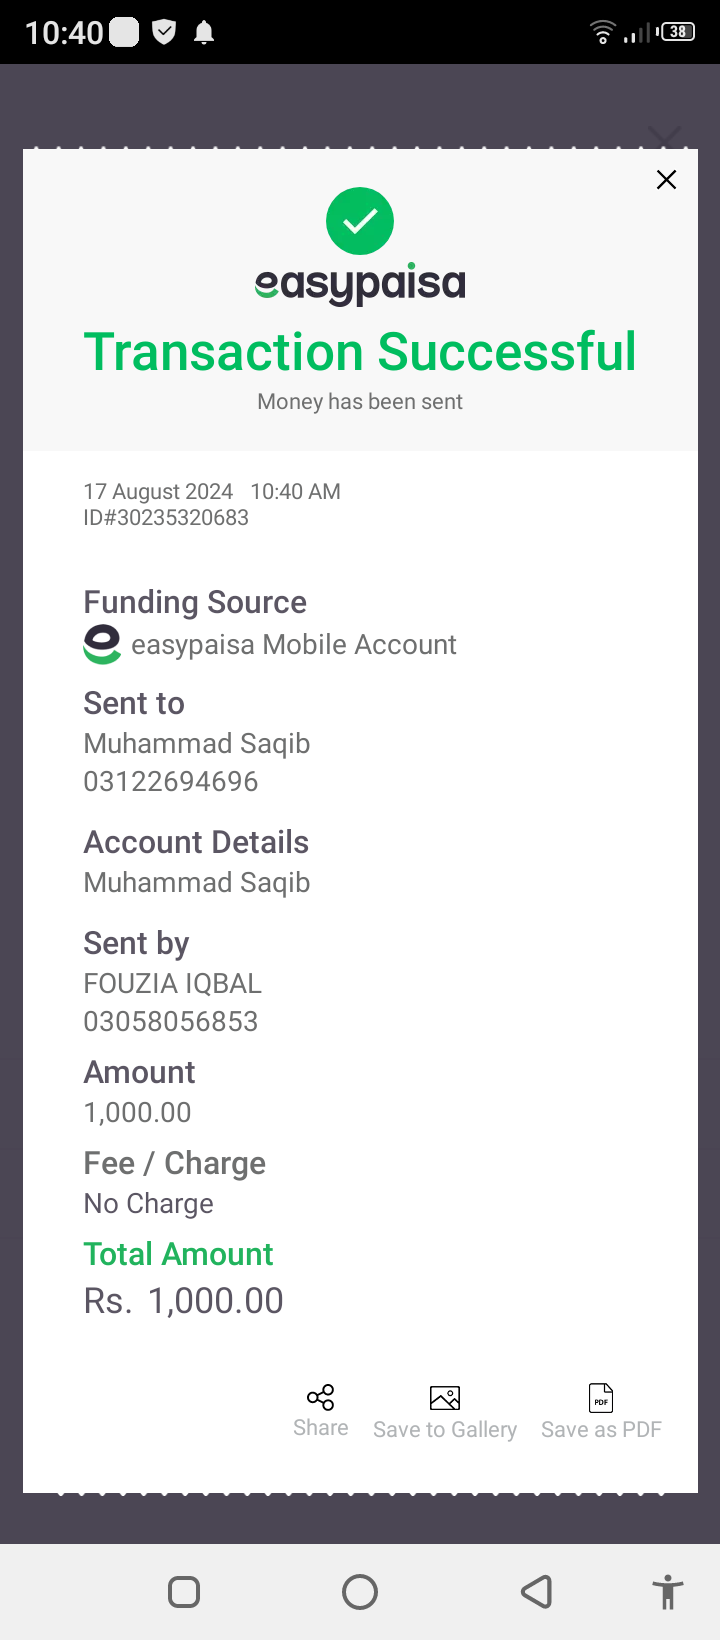 10:40
38
easypaisa
Transaction Successful
Money has been sent
17 August 2024 10:40 AM
ID#30235320683
Funding Source
easypaisa Mobile Account
Sent to
Muhammad Saqib
03122694696
Account Details
Muhammad Saqib
Sent by
FOUZIA IQBAL
03058056853
Amount
1,000.00
Fee / Charge
No Charge
Total Amount
Rs. 1,000.00
PDF
Share Save to Gallery Save as PDF